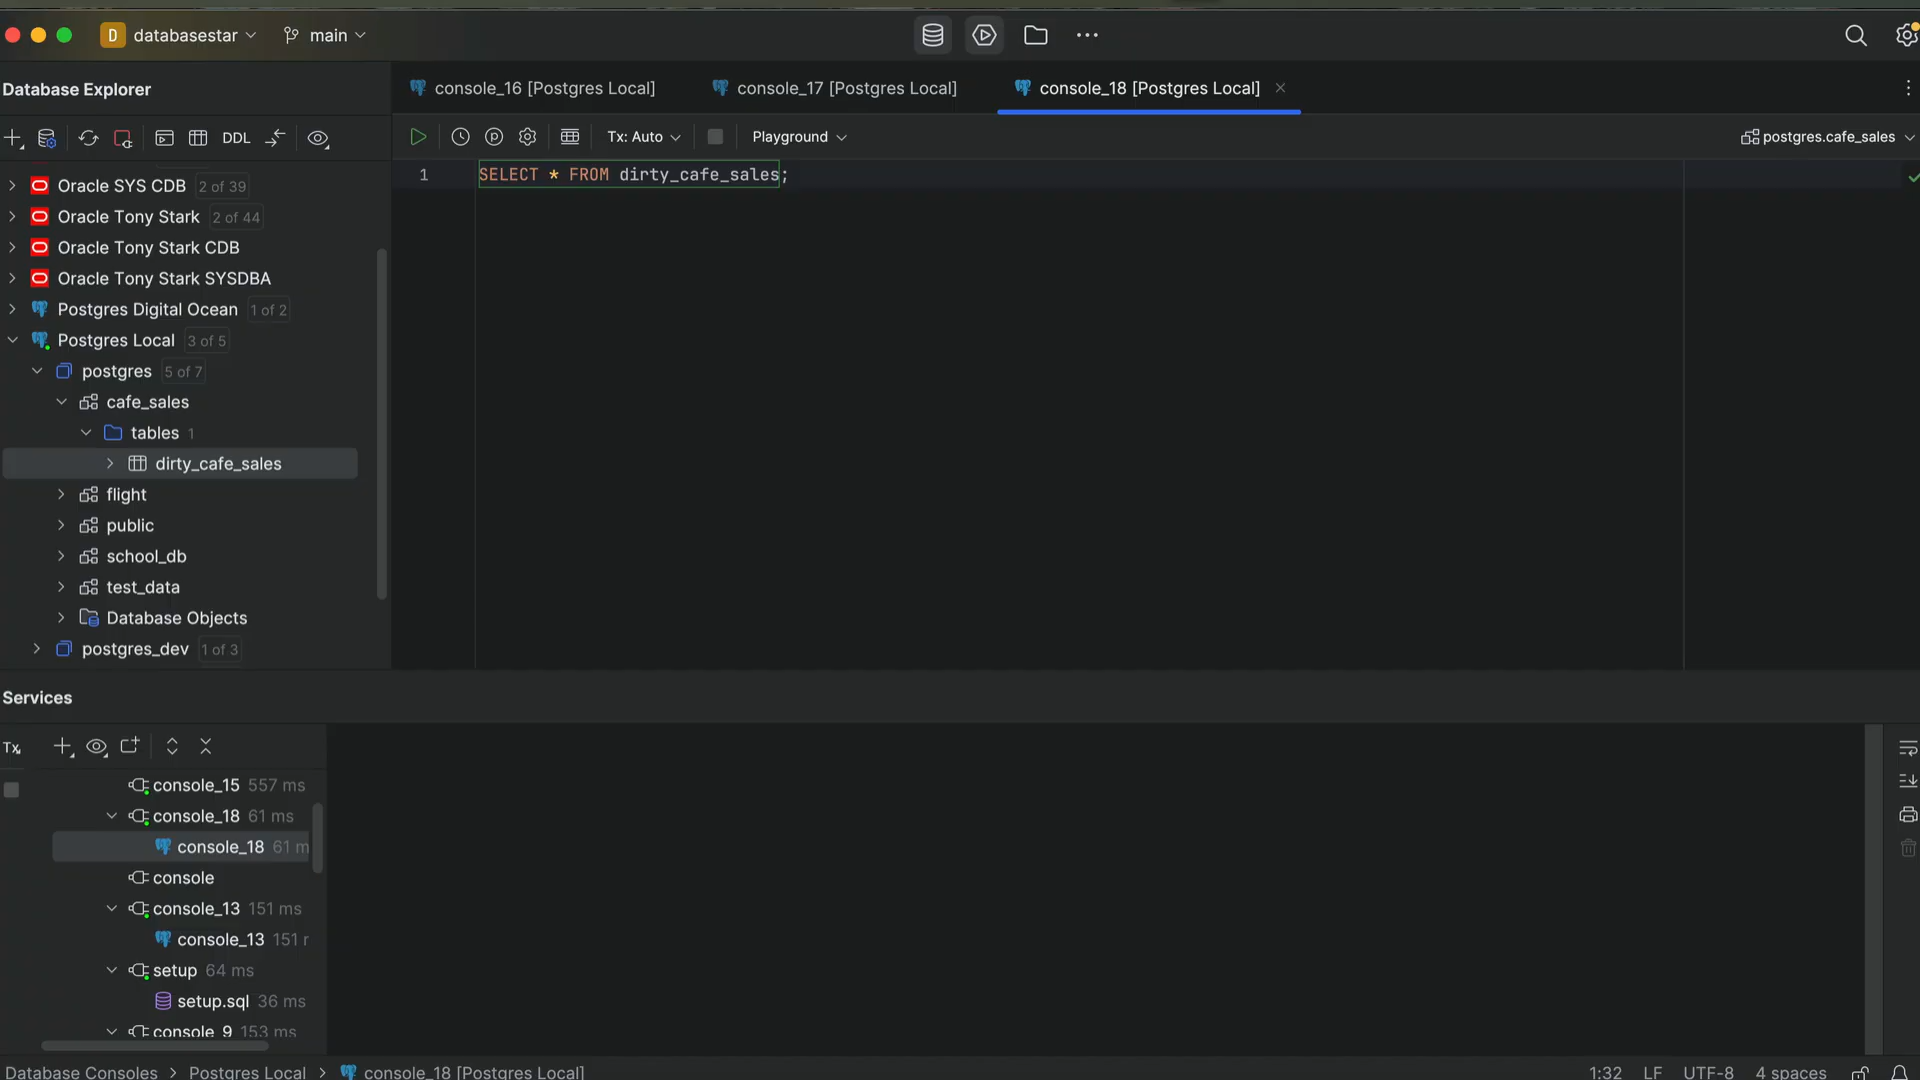 D databasestar main
Database Explorer
console_16 [Postgres Local]
console_17 [Postgres Local]
console_18 [Postgres Local]
DDL
Tx: Auto
Playground
postgres.cafe_sales
1 SELECT * FROM dirty_cafe_sales;
Oracle SYS CDB 2 of 39
Oracle Tony Stark 2 of 44
Oracle Tony Stark CDB
Oracle Tony Stark SYSDBA
Postgres Digital Ocean 1 of 2
Postgres Local 3 of 5
postgres 5 of 7
cafe_sales
tables 1
dirty_cafe_sales
flight
public
school_db
test_data
Database Objects
postgres_dev 1 of 3
Services
Tx
console_15 557 ms
console_18 61 ms
console_18 61 m
console
console_13 151 ms
console_13 151 r
setup 64 ms
setup.sql 36 ms
console_9 153 ms
Database Consoles > Postgres Local > console_18 [Postgres Local]
1:32 LF UTF-8 4 spaces